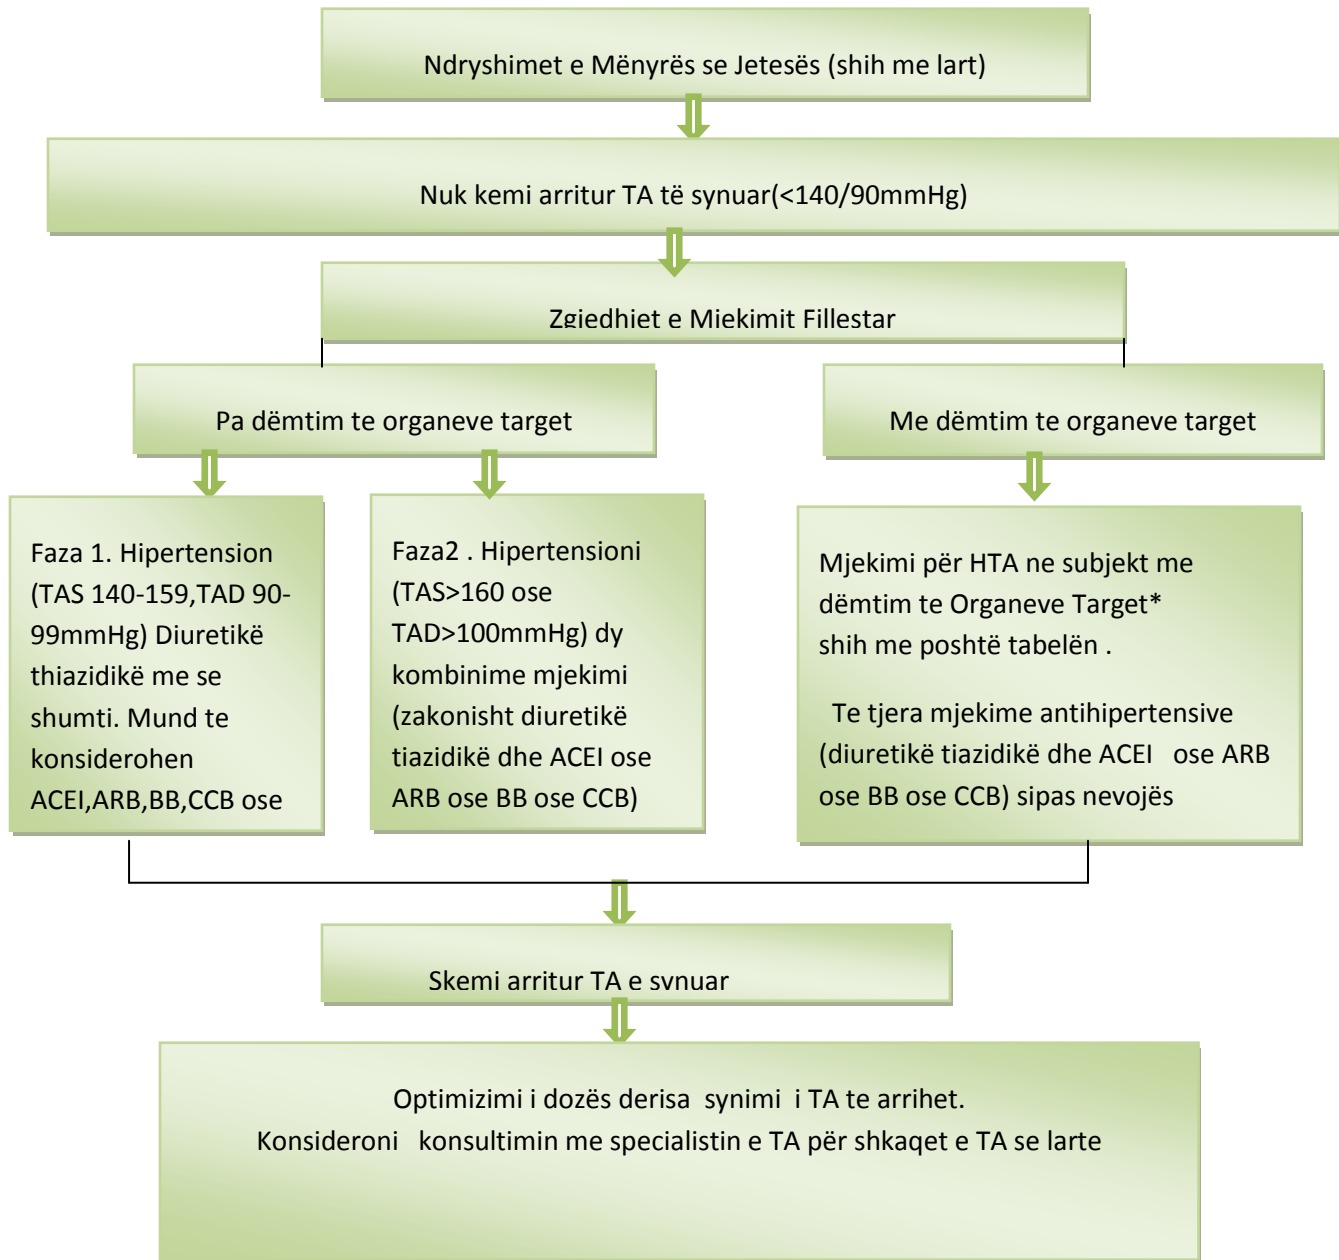 Ndryshimet e Mënyrës se Jetesës (shih me lart)
Nuk kemi arritur TA të synuar(<140/90mmHg)
Zgjedhjet e Mjekimit Fillestar
Pa dëmtim te organeve target
Me dëmtim te organeve target
Faza 1. Hipertension
(TAS 140-159,TAD 90-
99mmHg) Diuretikë
thiazidikë me se
shumti. Mund te
konsiderohen
ACEI,ARB,BB,CCB ose
Faza2 . Hipertensioni
(TAS>160 ose
TAD>100mmHg) dy
kombinime mjekimi
(zakonisht diuretikë
tiazidikë dhe ACEI ose
ARB ose BB ose CCB)
Mjekimi për HTA ne subjekt me
dëmtim te Organeve Target*
shih me poshtë tabelën .
Te tjera mjekime antihipertensive
(diuretikë tiazidikë dhe ACEI ose ARB
ose BB ose CCB) sipas nevojës
Skemi arritur TA e synuar
Optimizimi i dozës derisa synimi i TA te arrihet.
Konsideroni konsultimin me specialistin e TA për shkaqet e TA se larte